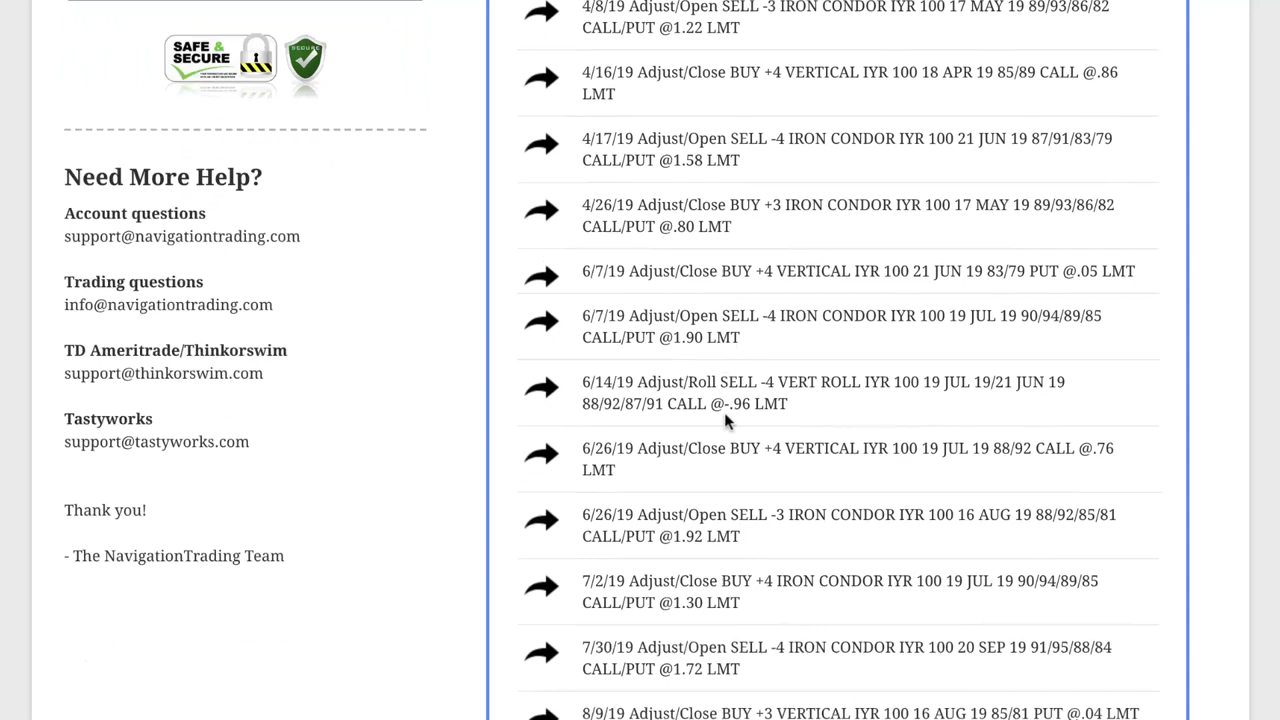 SAFE &
SECURE
SECURE
Need More Help?
Account questions
support@navigationtrading.com
Trading questions
info@navigationtrading.com
TD Ameritrade/Thinkorswim
support@thinkorswim.com
Tastyworks
support@tastyworks.com
Thank you!
- The NavigationTrading Team
4/8/19 Adjust/Open SELL -3 IRON CONDOR IYR 100 17 MAY 19 89/93/86/82
CALL/PUT @1.22 LMT
4/16/19 Adjust/Close BUY +4 VERTICAL IYR 100 18 APR 19 85/89 CALL @.86
LMT
4/17/19 Adjust/Open SELL -4 IRON CONDOR IYR 100 21 JUN 19 87/91/83/79
CALL/PUT @1.58 LMT
4/26/19 Adjust/Close BUY +3 IRON CONDOR IYR 100 17 MAY 19 89/93/86/82
CALL/PUT @.80 LMT
6/7/19 Adjust/Close BUY +4 VERTICAL IYR 100 21 JUN 19 83/79 PUT @.05 LMT
6/7/19 Adjust/Open SELL -4 IRON CONDOR IYR 100 19 JUL 19 90/94/89/85
CALL/PUT @1.90 LMT
6/14/19 Adjust/Roll SELL -4 VERT ROLL IYR 100 19 JUL 19/21 JUN 19
88/92/87/91 CALL @-.96 LMT
6/26/19 Adjust/Close BUY +4 VERTICAL IYR 100 19 JUL 19 88/92 CALL @.76
LMT
6/26/19 Adjust/Open SELL -3 IRON CONDOR IYR 100 16 AUG 19 88/92/85/81
CALL/PUT @1.92 LMT
7/2/19 Adjust/Close BUY +4 IRON CONDOR IYR 100 19 JUL 19 90/94/89/85
CALL/PUT @1.30 LMT
7/30/19 Adjust/Open SELL -4 IRON CONDOR IYR 100 20 SEP 19 91/95/88/84
CALL/PUT @1.72 LMT
8/9/19 Adjust/Close BUY +3 VERTICAL IYR 100 16 AUG 19 85/81 PUT @.04 LMT